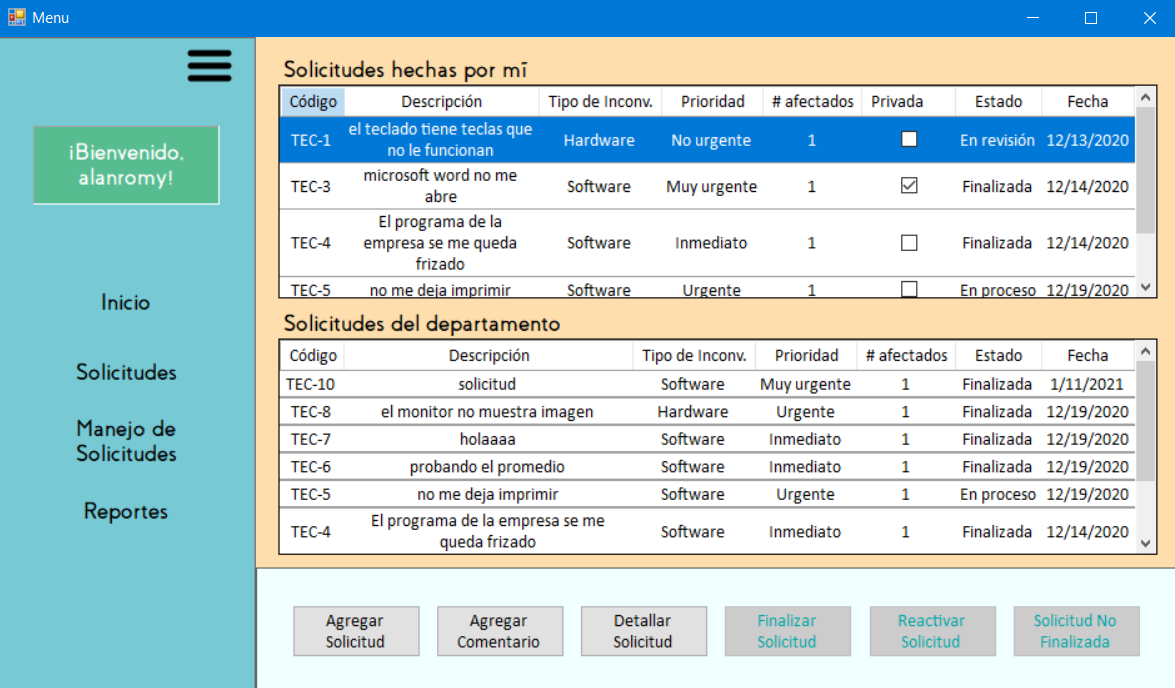 Menu
¡Bienvenido.
alanromy!
Inicio
Solicitudes
Manejo de
Solicitudes
Reportes
Solicitudes hechas por mí
Código Descripción Tipo de Inconv. Prioridad # afectados Privada Estado Fecha
TEC-1 el teclado tiene teclas que no le funcionan Hardware No urgente 1 En revisión 12/13/2020
TEC-3 microsoft word no me abre Software Muy urgente 1 Finalizada 12/14/2020
TEC-4 El programa de la empresa se me queda frizado Software Inmediato 1 Finalizada 12/14/2020
TEC-5 no me deja imprimir Software Urgente 1 En proceso 12/19/2020
Solicitudes del departamento
Código Descripción Tipo de Inconv. Prioridad # afectados Estado Fecha
TEC-10 solicitud Software Muy urgente 1 Finalizada 1/11/2021
TEC-8 el monitor no muestra imagen Hardware Urgente 1 Finalizada 12/19/2020
TEC-7 holaaaa Software Inmediato 1 Finalizada 12/19/2020
TEC-6 probando el promedio Software Inmediato 1 Finalizada 12/19/2020
TEC-5 no me deja imprimir Software Urgente 1 En proceso 12/19/2020
TEC-4 El programa de la empresa se me queda frizado Software Inmediato 1 Finalizada 12/14/2020
Agregar Solicitud
Agregar Comentario
Detallar Solicitud
Finalizar Solicitud
Reactivar Solicitud
Solicitud No Finalizada